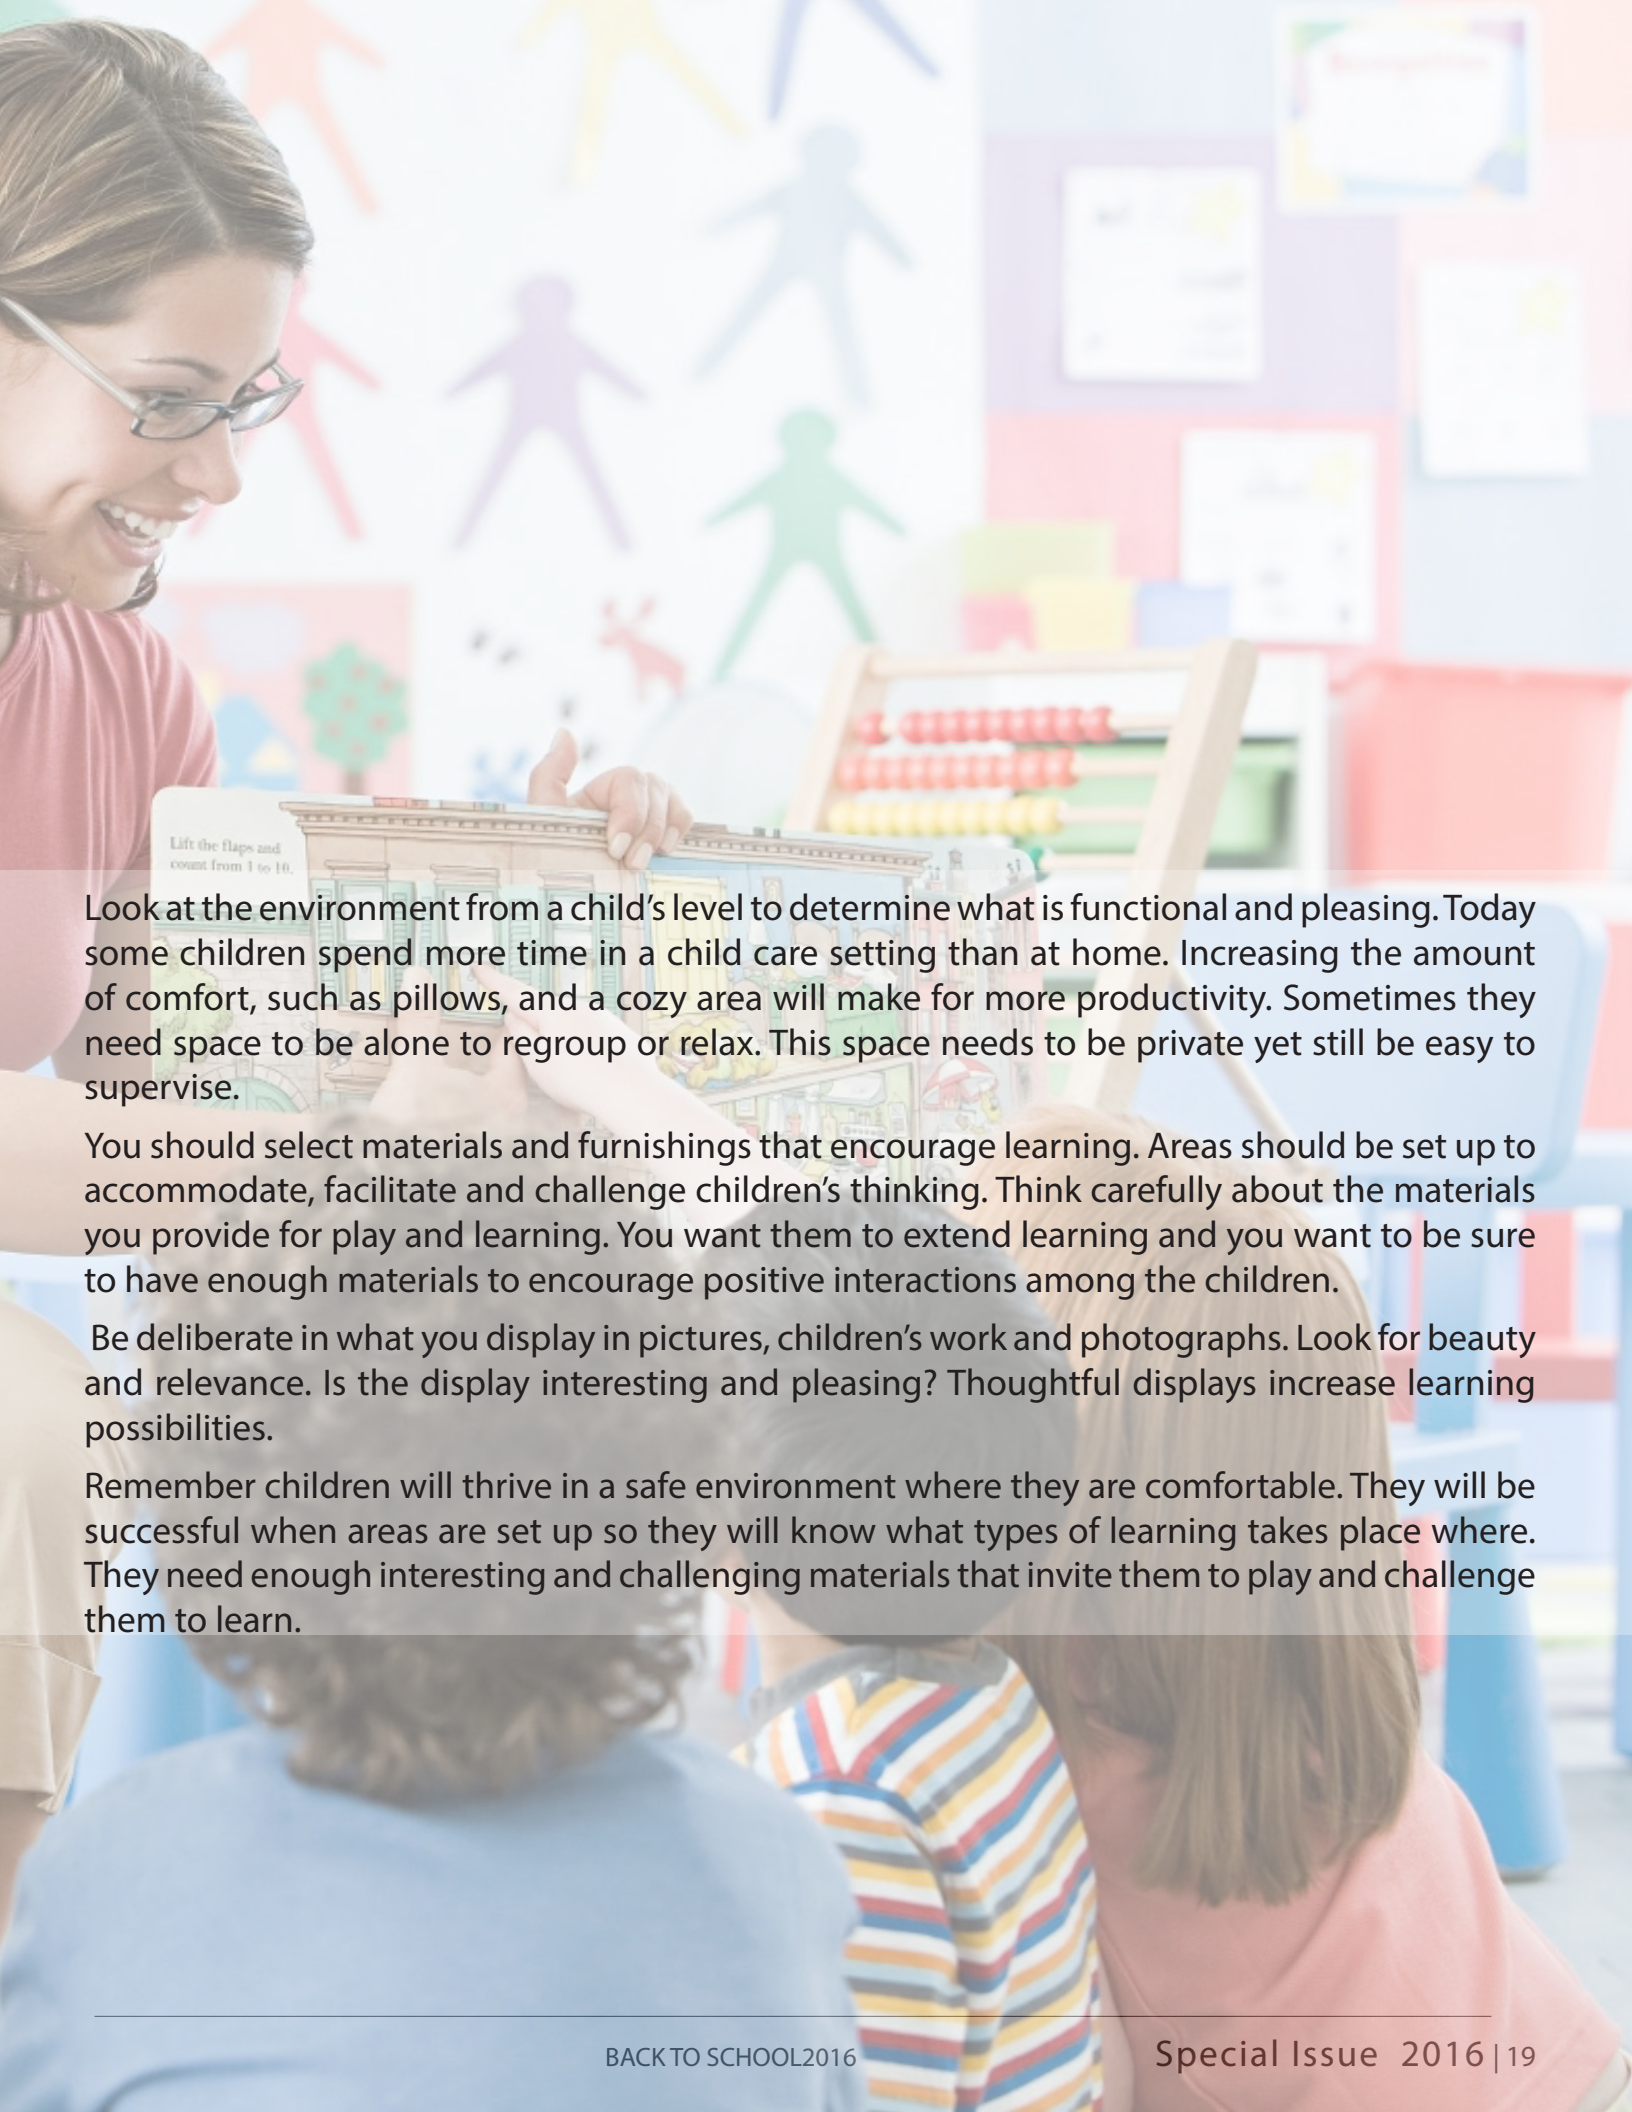 Lift the flaps and
count from 1 to 10.
Look at the environment from a child’s level to determine what is functional and pleasing. Today
some children spend more time in a child care setting than at home. Increasing the amount
of comfort, such as pillows, and a cozy area will make for more productivity. Sometimes they
need space to be alone to regroup or relax. This space needs to be private yet still be easy to
supervise.
You should select materials and furnishings that encourage learning. Areas should be set up to
accommodate, facilitate and challenge children’s thinking. Think carefully about the materials
you provide for play and learning. You want them to extend learning and you want to be sure
to have enough materials to encourage positive interactions among the children.
Be deliberate in what you display in pictures, children’s work and photographs. Look for beauty
and relevance. Is the display interesting and pleasing? Thoughtful displays increase learning
possibilities.
Remember children will thrive in a safe environment where they are comfortable. They will be
successful when areas are set up so they will know what types of learning takes place where.
They need enough interesting and challenging materials that invite them to play and challenge
them to learn.
BACK TO SCHOOL2016
Special Issue 2016 | 19